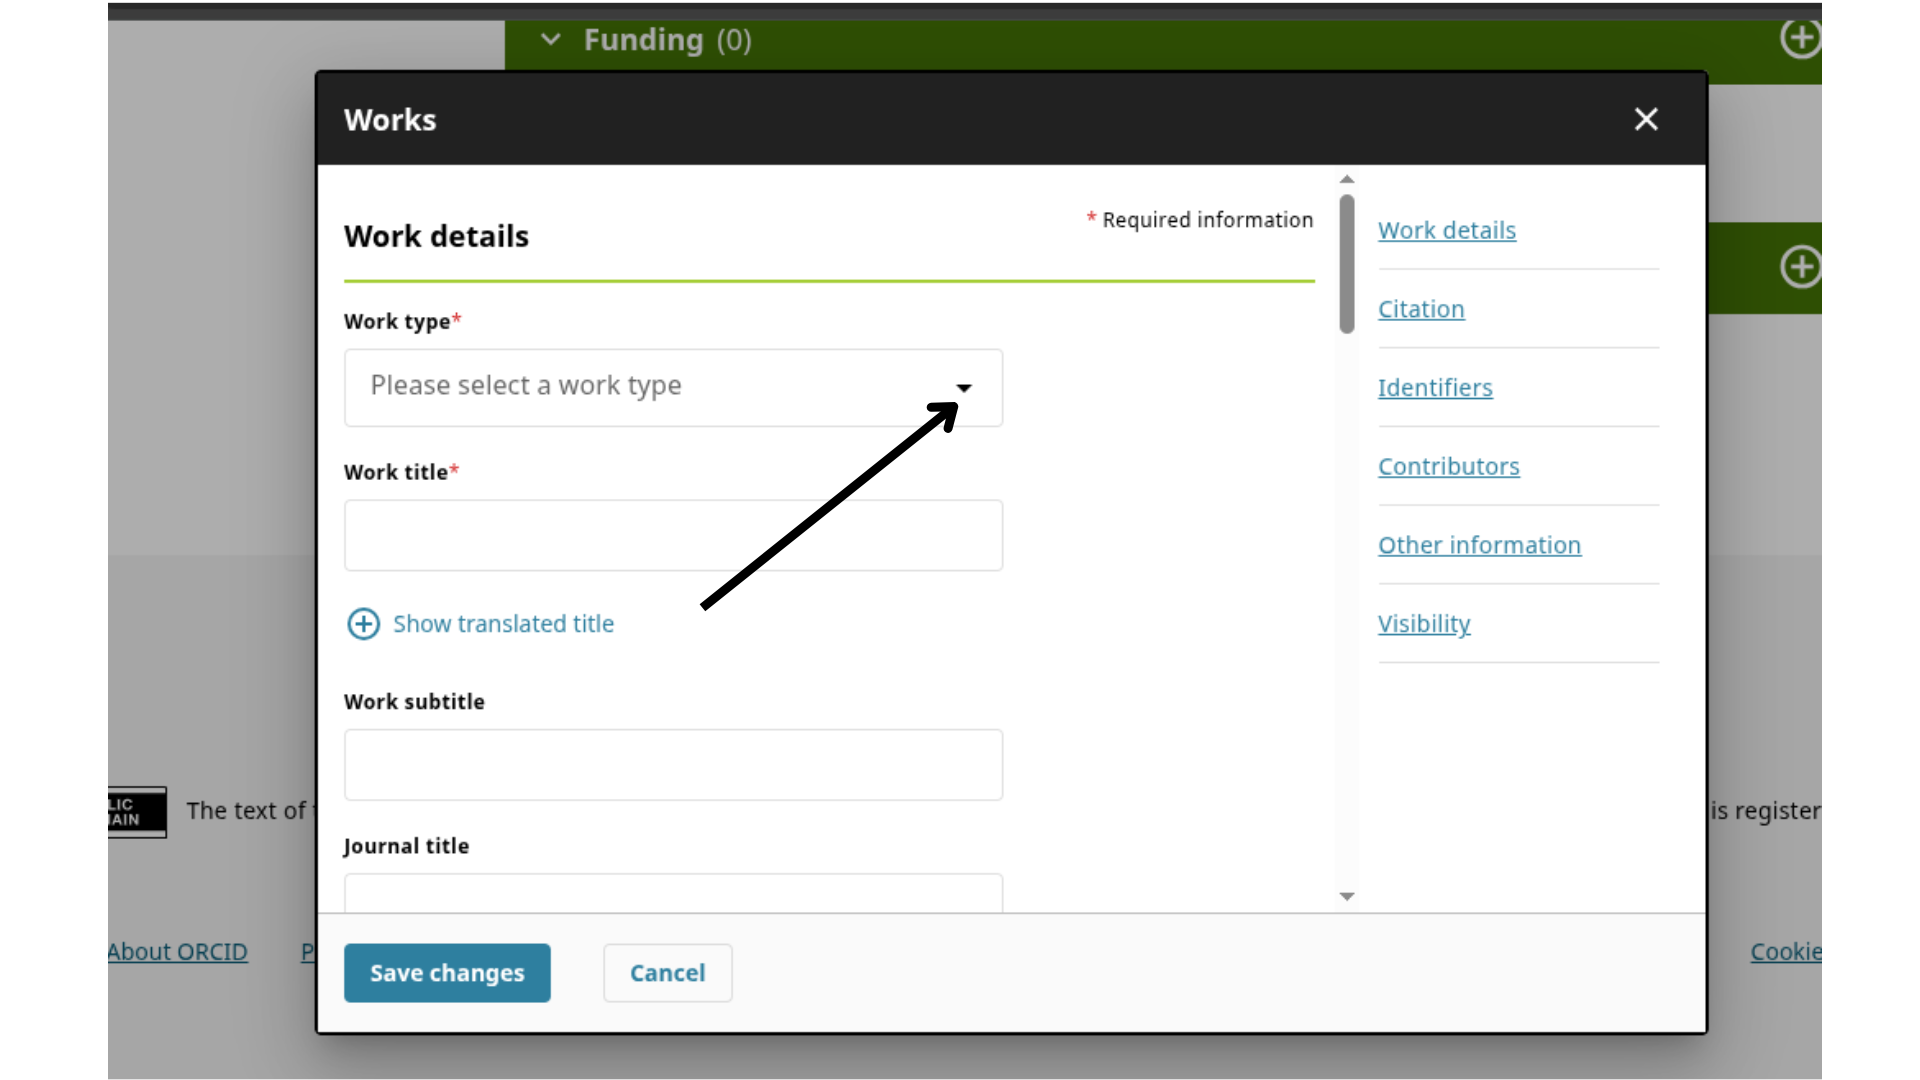 Funding (0)
Works
Work details
* Required information
Work type*
Please select a work type
Work title*
Show translated title
Work subtitle
Journal title
Work details
Citation
Identifiers
Contributors
Other information
Visibility
LIC
AIN
The text of
is register
About ORCID
P
Cookie
Save changes
Cancel